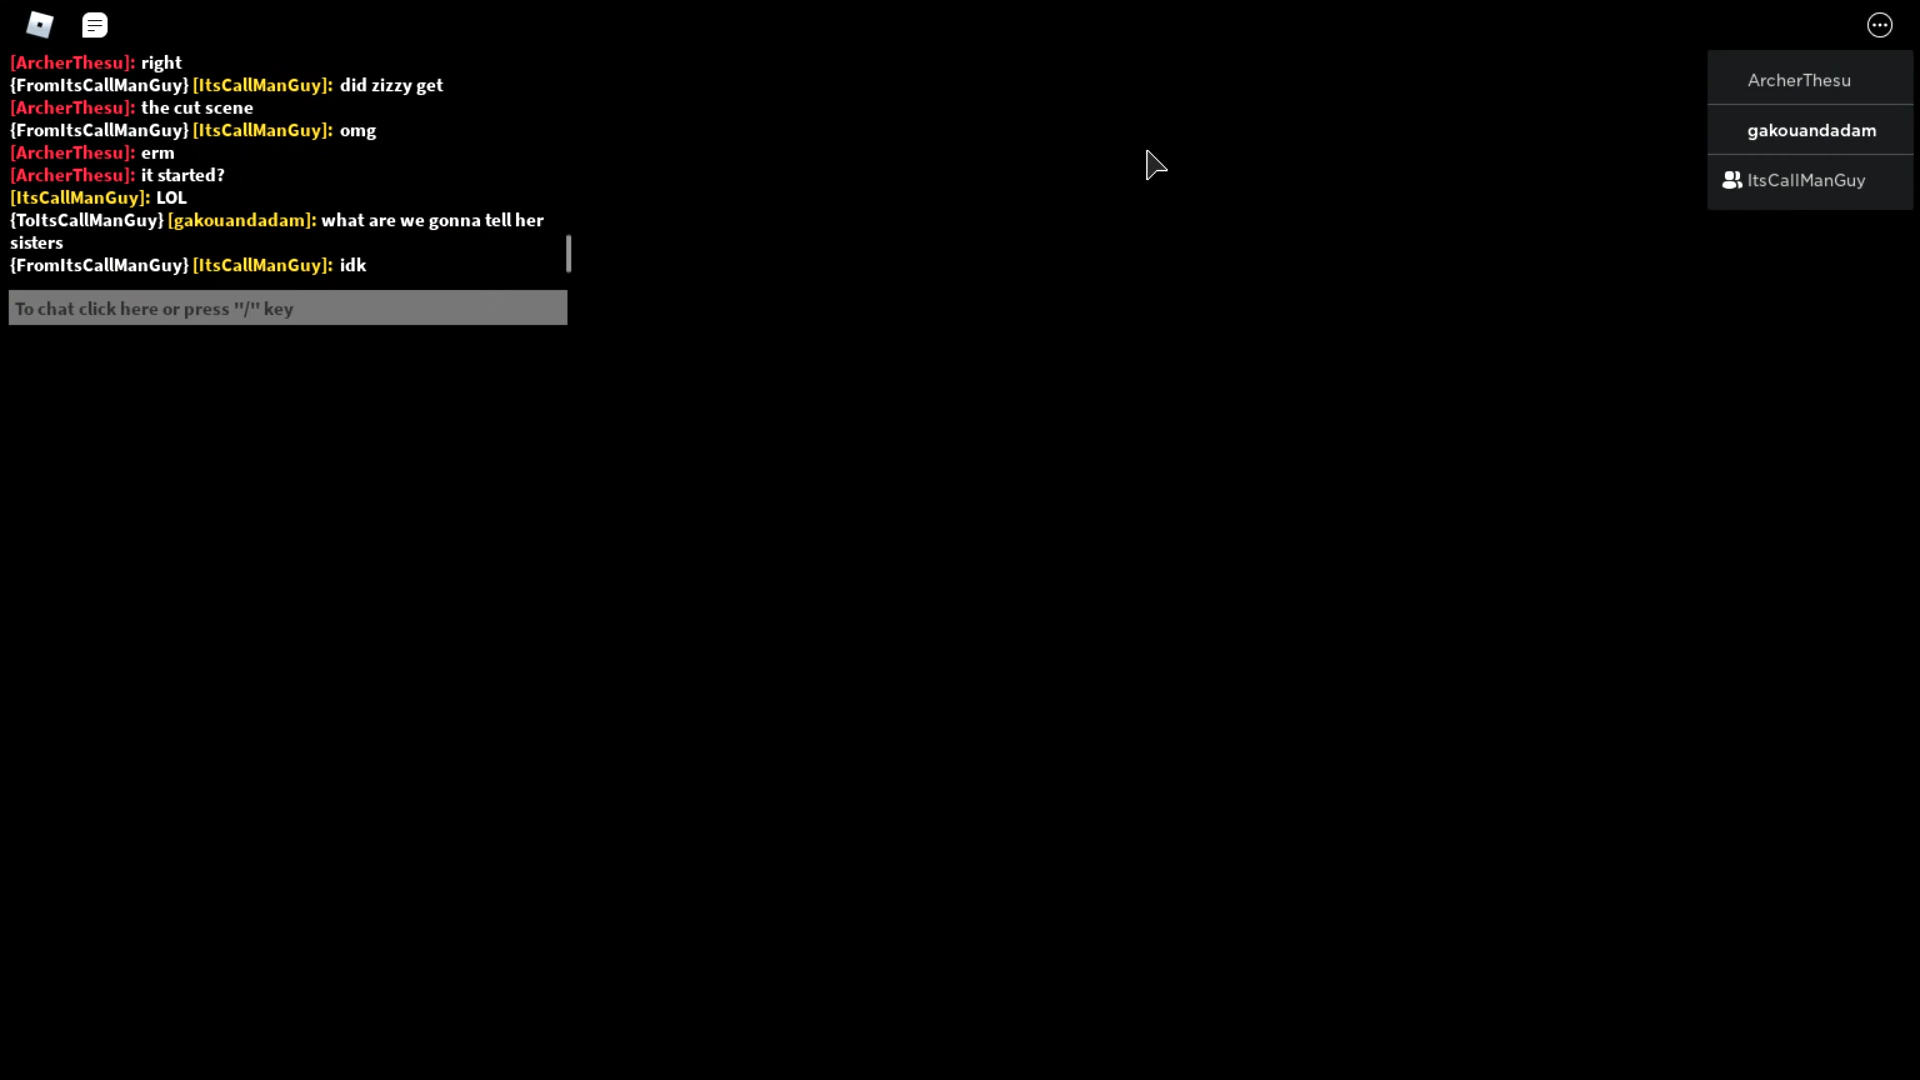 [ArcherThesu]: right
{FromItsCallManGuy} [ItsCallManGuy]: did zizzy get
[ArcherThesu]: the cut scene
{FromItsCallManGuy} [ItsCallManGuy]: omg
[ArcherThesu]: erm
[ArcherThesu]: it started?
[ItsCallManGuy]: LOL
{ToItsCallManGuy} [gakouandadam]: what are we gonna tell her
sisters
{FromItsCallManGuy} [ItsCallManGuy]: idk
To chat click here or press "/" key
ArcherThesu
gakouandadam
ItsCallManGuy